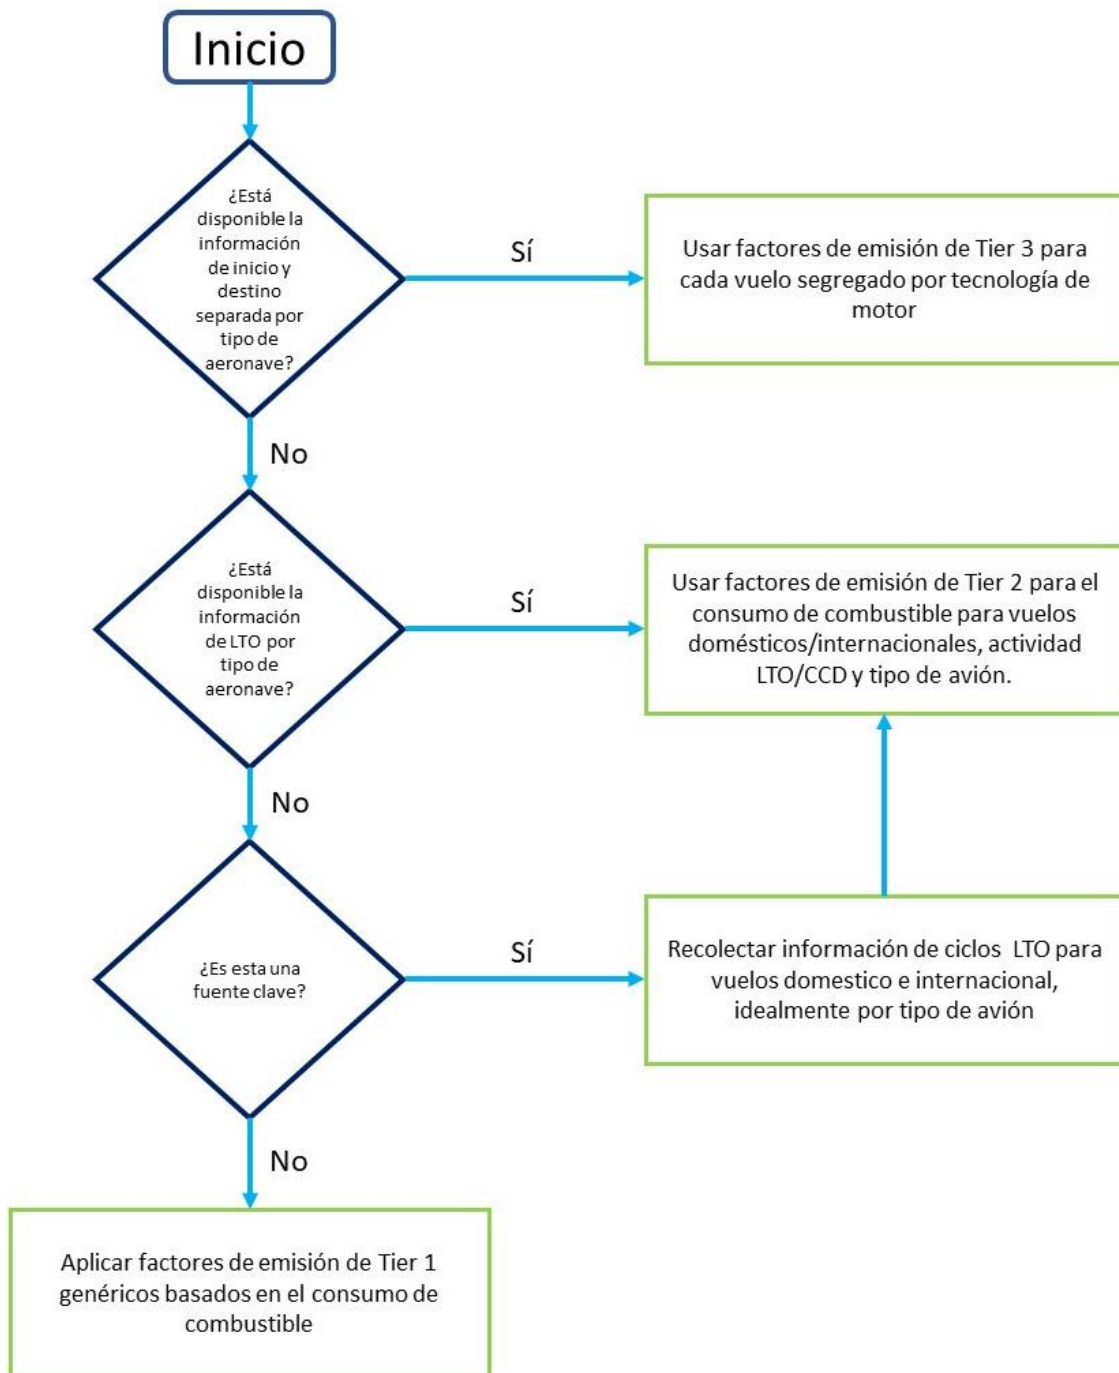 Inicio
¿Está
disponible la
información
de inicio y
destino
separada por
tipo de
aeronave?
Sí
Usar factores de emisión de Tier 3 para
cada vuelo segregado por tecnología de
motor
No
¿Está
disponible la
información
de LTO por
tipo de
aeronave?
Sí
Usar factores de emisión de Tier 2 para el
consumo de combustible para vuelos
domésticos/internacionales, actividad
LTO/CCD y tipo de avión.
No
¿Es esta una
fuente clave?
Sí
Recolectar información de ciclos LTO para
vuelos domestico e internacional,
idealmente por tipo de avión
No
Aplicar factores de emisión de Tier 1
genéricos basados en el consumo de
combustible